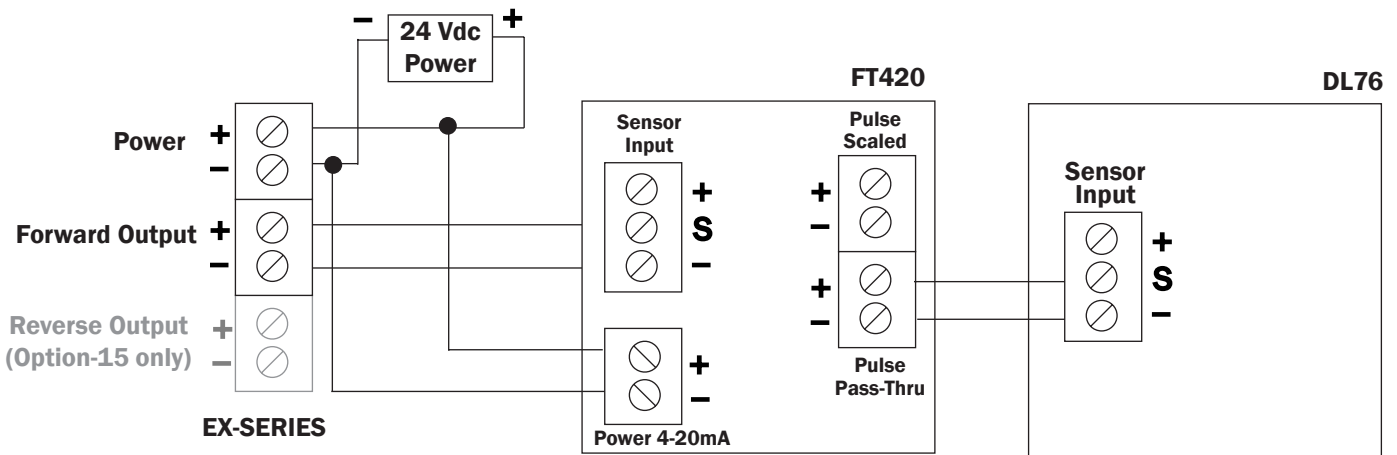 − 24 Vdc +
Power
FT420
DL76
Power + −
Forward Output + −
Reverse Output + −
(Option-15 only)
EX-SERIES
Sensor
Input
+
S
−
+
−
Power 4-20mA
Pulse
Scaled
+
−
+
−
Pulse
Pass-Thru
Sensor
Input
+
S
−